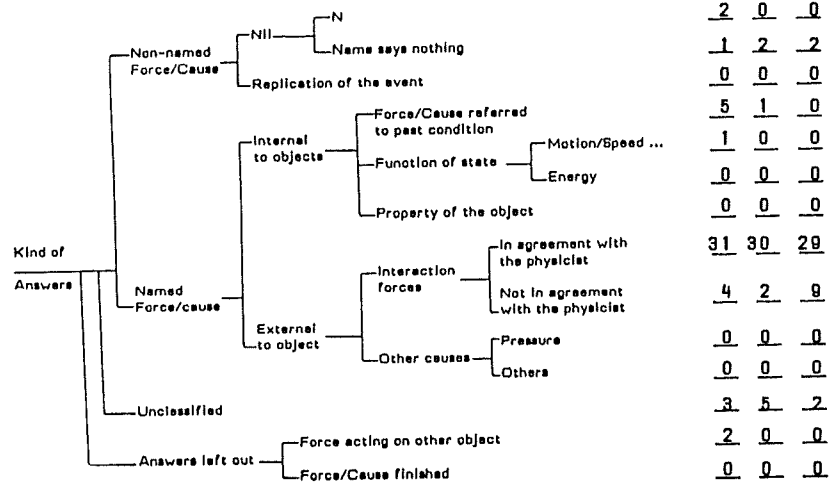 N 2 0 0
Nil
Non-named
Force/Cause
Name says nothing 1 2 2
Replication of the event 0 0 0
Force/Cause referred
to past condition 5 1 0
Internal
to objects
Function of state
Motion/Speed ... 1 0 0
Energy 0 0 0
Property of the object 0 0 0
Kind of
Answers
In agreement with
the physicist 31 30 29
Interaction
forces
Named
Force/cause
Not in agreement
with the physicist 4 2 9
External
to object
Pressure 0 0 0
Other causes
Others 0 0 0
Unclassified 3 5 2
Force acting on other object 2 0 0
Answers left out
Force/Cause finished 0 0 0